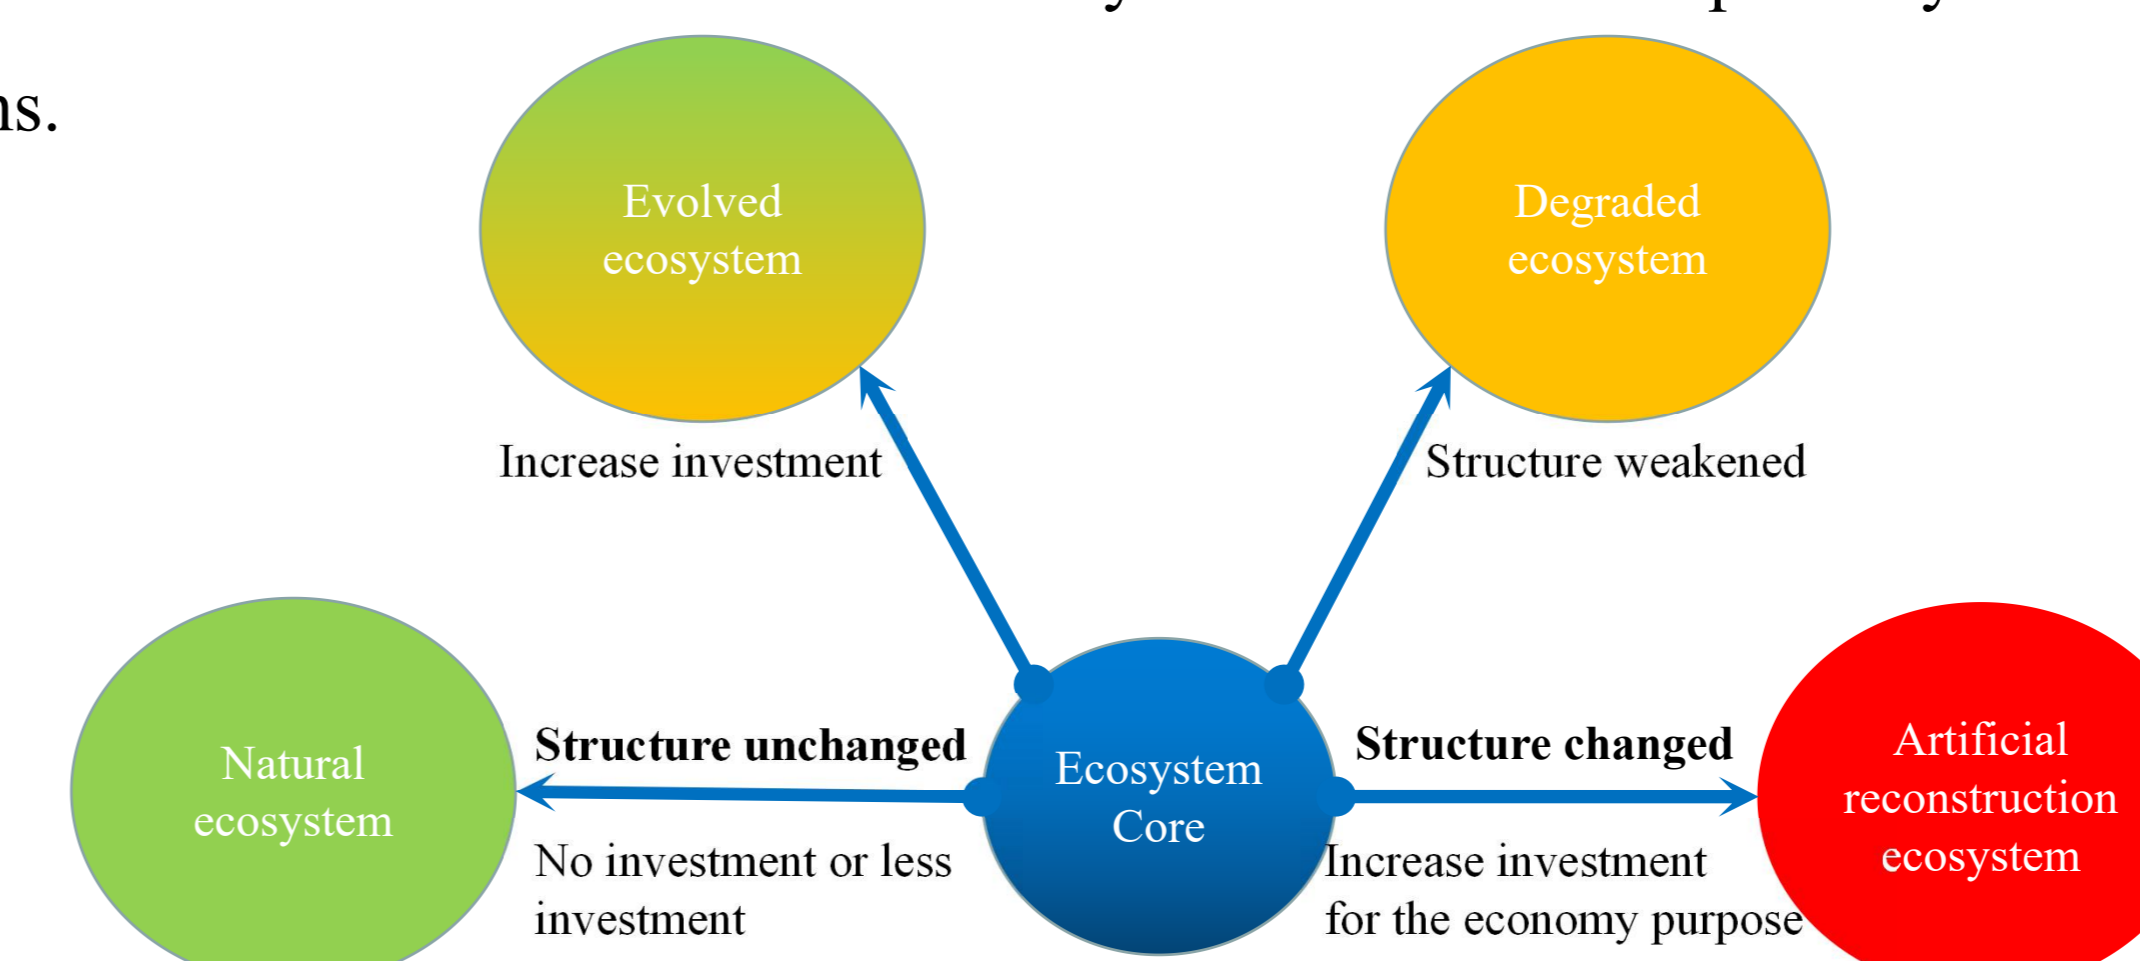 ns.
Evolved
ecosystem
Degraded
ecosystem
Increase investment
Structure weakened
Natural
ecosystem
Structure unchanged
No investment or less
investment
Ecosystem
Core
Structure changed
Increase investment
for the economy purpose
Artificial
reconstruction
ecosystem